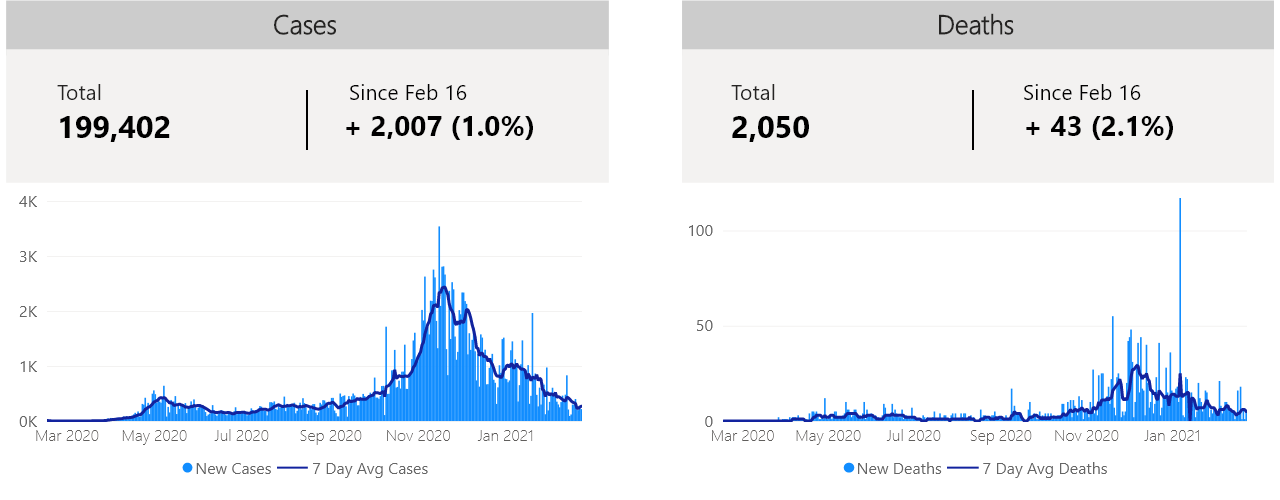 Cases
Total
199,402
Since Feb 16
+ 2,007 (1.0%)
4K
3K
2K
1K
0K
Mar 2020 May 2020 Jul 2020 Sep 2020 Nov 2020 Jan 2021
New Cases 7 Day Avg Cases
Deaths
Total
2,050
Since Feb 16
+ 43 (2.1%)
100
50
0
Mar 2020 May 2020 Jul 2020 Sep 2020 Nov 2020 Jan 2021
New Deaths 7 Day Avg Deaths